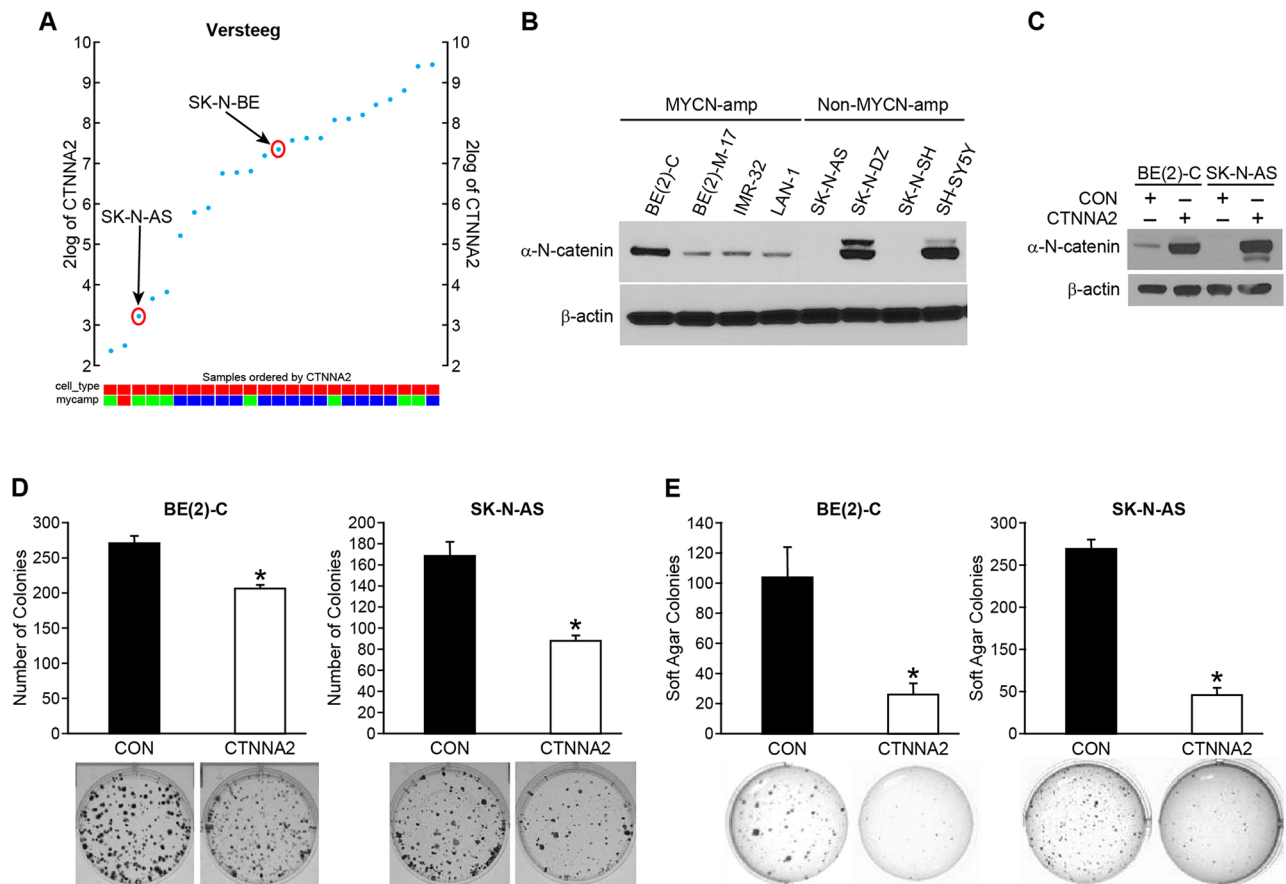 A
Versteeg
10
9
8
7
6
5
4
3
2
2log of CTNNA2
SK-N-BE
SK-N-AS
10
9
8
7
6
5
4
3
2
2log of CTNNA2
Samples ordered by CTNNA2
cell_type
mycamp
B
MYCN-amp Non-MYCN-amp
BE(2)-C
BE(2)-M-17
IMR-32
LAN-1
SK-N-AS
SK-N-DZ
SK-N-SH
SH-SY5Y
α-N-catenin
β-actin
C
BE(2)-C SK-N-AS
CON + – + –
CTNNA2 – + – +
α-N-catenin
β-actin
D
BE(2)-C
Number of Colonies
300
250
200
150
100
50
0
*
CON CTNNA2
SK-N-AS
Number of Colonies
200
180
160
140
120
100
80
60
40
20
0
*
CON CTNNA2
E
BE(2)-C
Soft Agar Colonies
140
120
100
80
60
40
20
0
*
CON CTNNA2
SK-N-AS
Soft Agar Colonies
300
250
200
150
50
0
*
CON CTNNA2